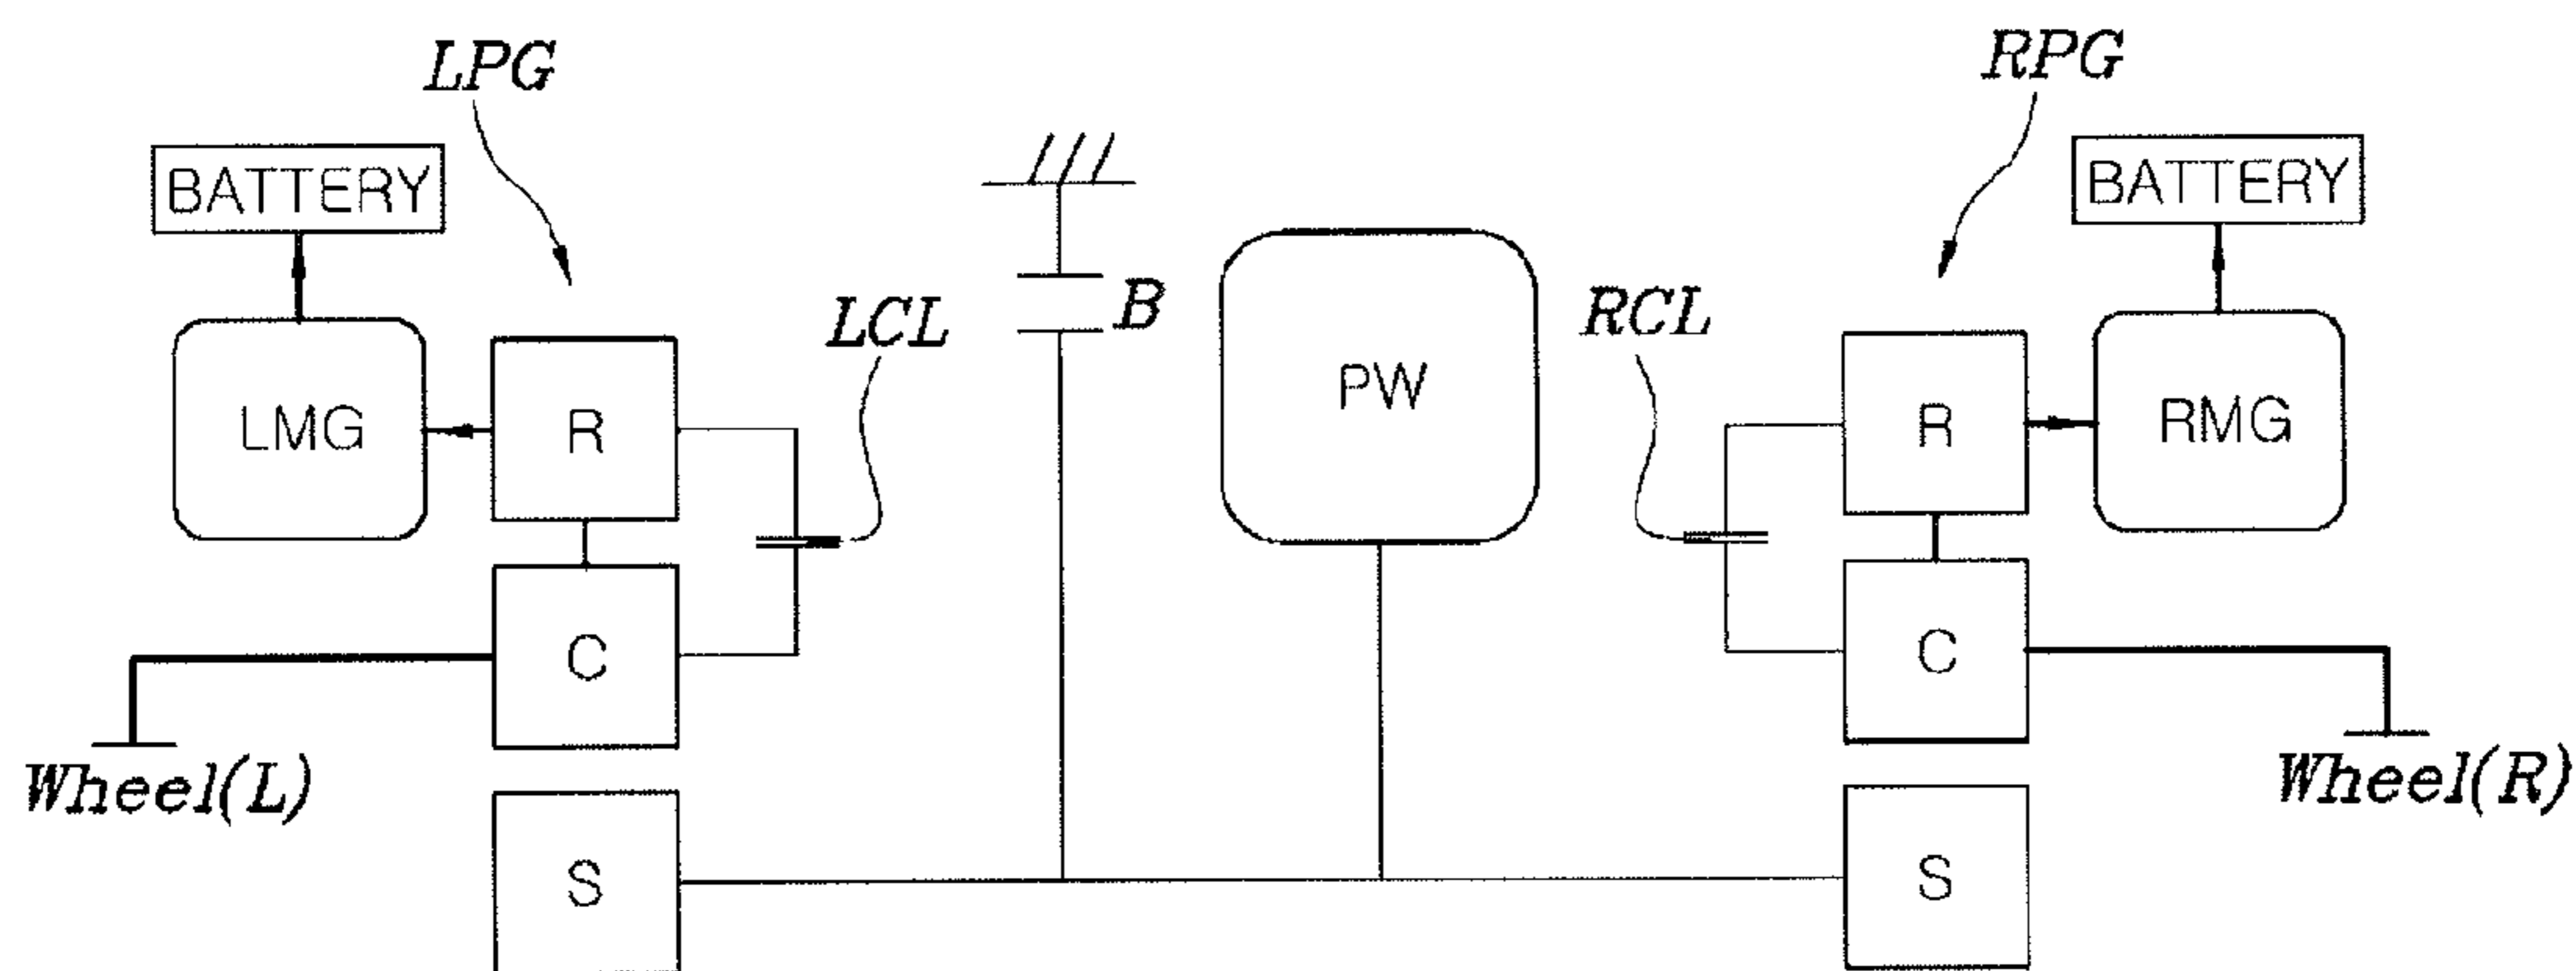 LPG
RPG
BATTERY
BATTERY
LCL
B
RCL
LMG
R
PW
R
RMG
C
C
Wheel(L)
Wheel(R)
S
S